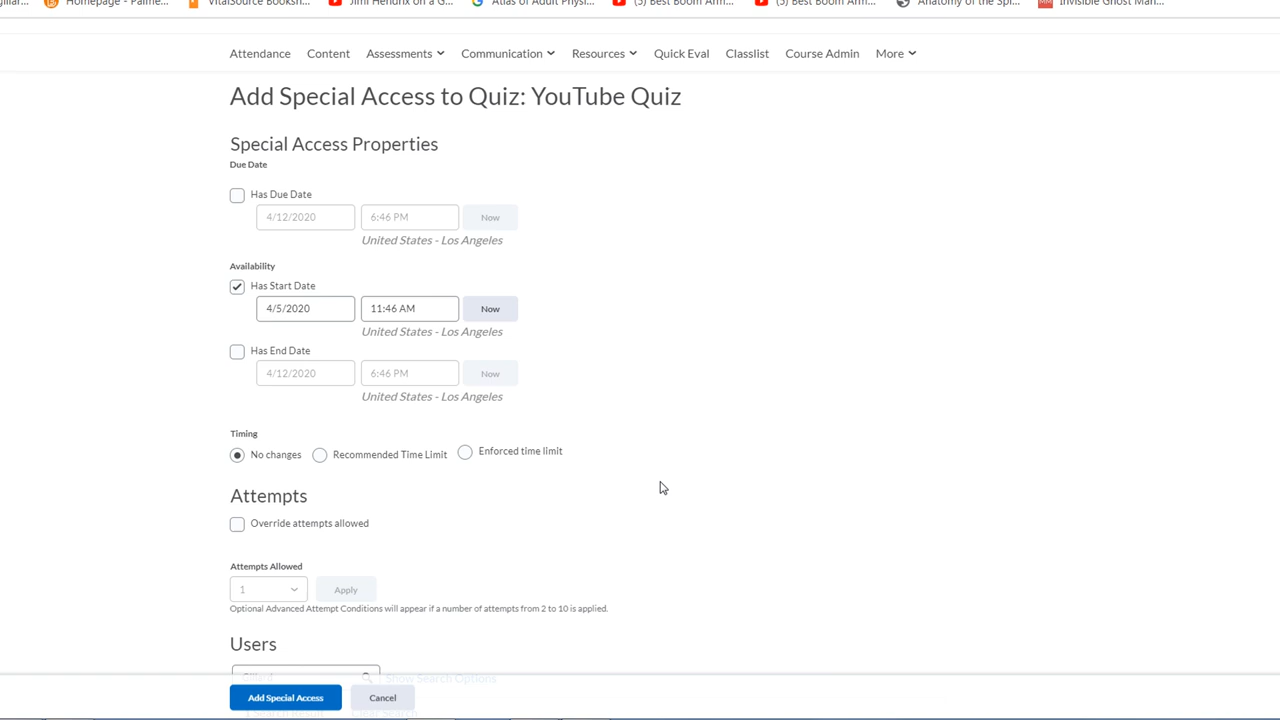 Homepage - Palme...
VitalSource Booksh...
Jimi Hendrix on a G...
Atlas of Adult Physi...
(5) Best Boom Arm...
(5) Best Boom Arm...
Anatomy of the Spi...
Invisible Ghost Man...
Attendance Content Assessments Communication Resources Quick Eval Classlist Course Admin More
Add Special Access to Quiz: YouTube Quiz
Special Access Properties
Due Date
Has Due Date
4/12/2020 6:46 PM Now
United States - Los Angeles
Availability
Has Start Date
4/5/2020 11:46 AM Now
United States - Los Angeles
Has End Date
4/12/2020 6:46 PM Now
United States - Los Angeles
Timing
No changes Recommended Time Limit Enforced time limit
Attempts
Override attempts allowed
Attempts Allowed
1 Apply
Optional Advanced Attempt Conditions will appear if a number of attempts from 2 to 10 is applied.
Users
Show Search Options
Add Special Access Cancel
Clear Search